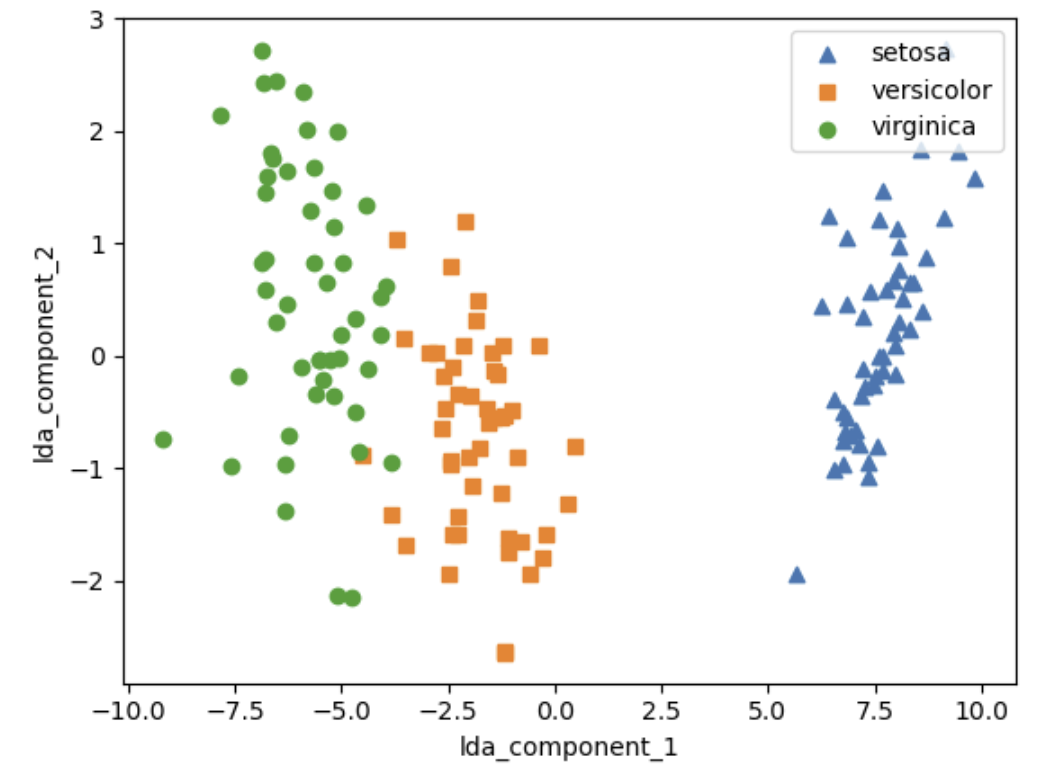 3
2
1
0
−1
−2
lda_component_2
setosa
versicolor
virginica
−10.0 −7.5 −5.0 −2.5 0.0 2.5 5.0 7.5 10.0
lda_component_1